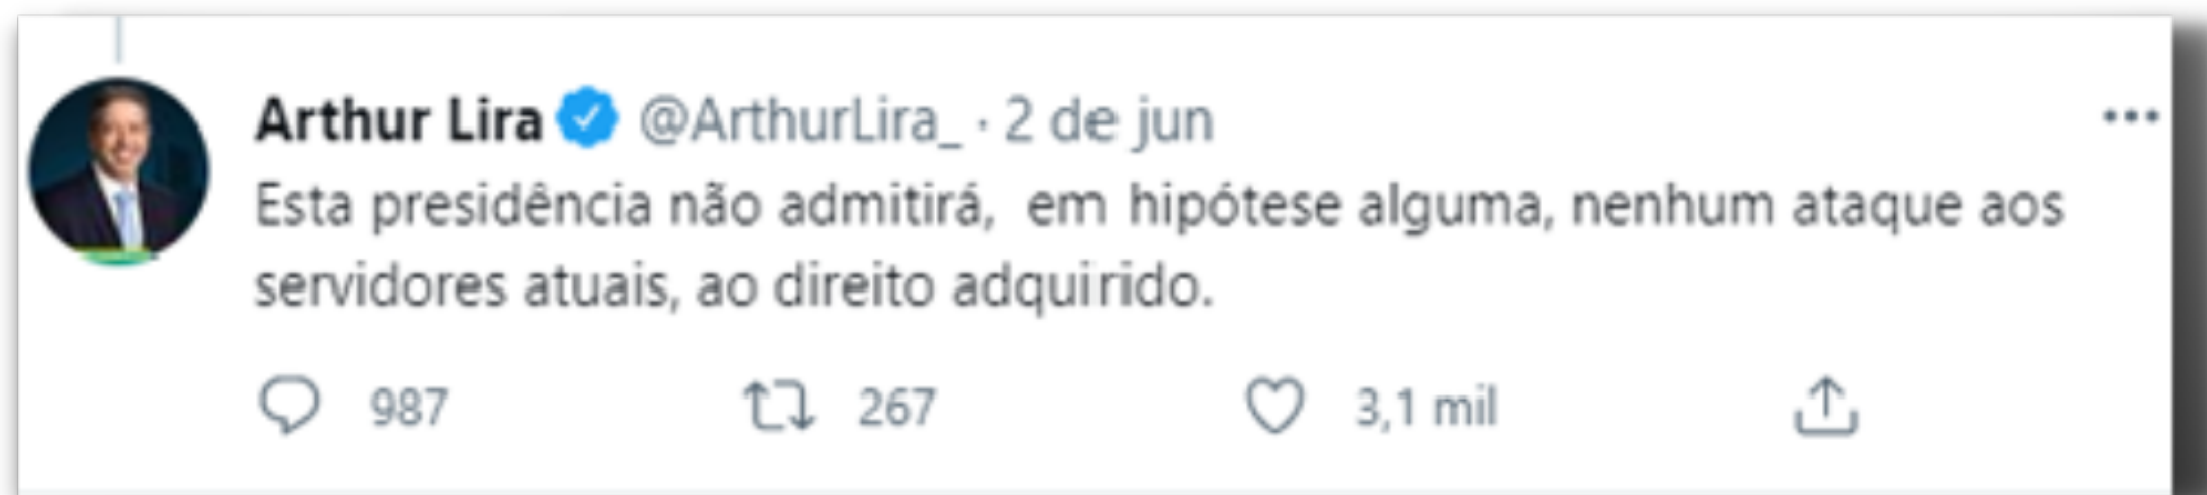 Arthur Lira @ArthurLira_ · 2 de jun
Esta presidência não admitirá,  em hipótese alguma, nenhum ataque aos
servidores atuais, ao direito adquirido.
987 267 3,1 mil